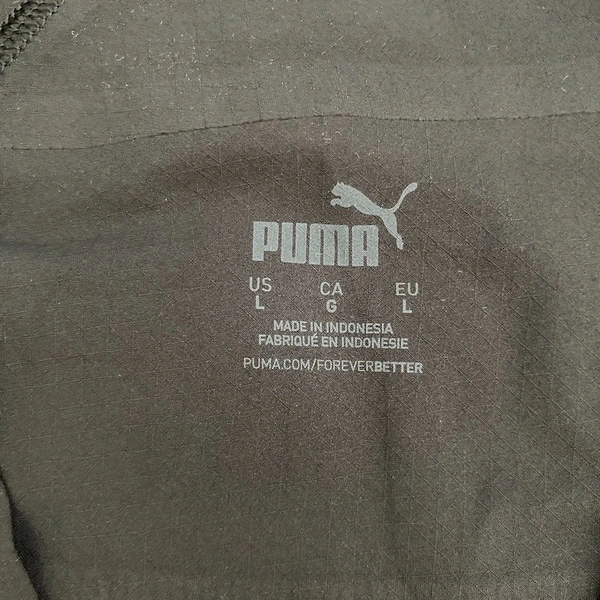 PUMA
US CA EU
L G L
MADE IN INDONESIA
FABRIQUÉ EN INDONESIE
PUMA.COM/FOREVERBETTER